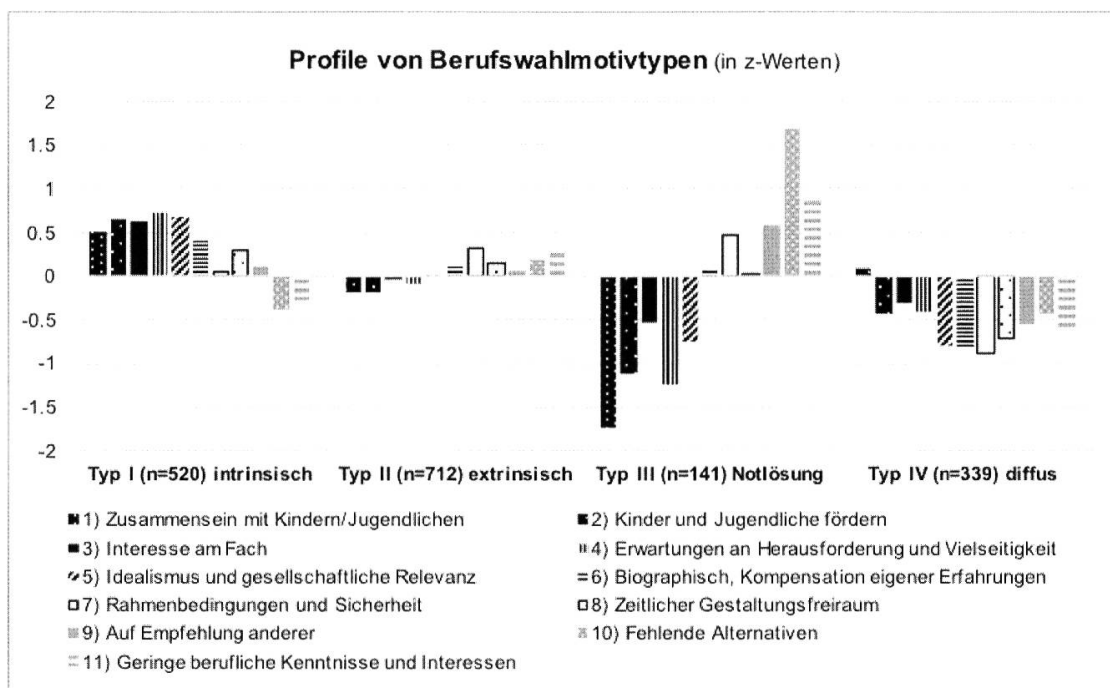 Profile von Berufswahlmotivtypen (in z-Werten)
2
1.5
1
0.5
0
-0.5
-1
-1.5
-2
Typ I (n=520) intrinsisch Typ II (n=712) extrinsisch Typ III (n=141) Notlösung Typ IV (n=339) diffus
1) Zusammensein mit Kindern/Jugendlichen 2) Kinder und Jugendliche fördern
3) Interesse am Fach 4) Erwartungen an Herausforderung und Vielseitigkeit
5) Idealismus und gesellschaftliche Relevanz 6) Biographisch, Kompensation eigener Erfahrungen
7) Rahmenbedingungen und Sicherheit 8) Zeitlicher Gestaltungsfreiraum
9) Auf Empfehlung anderer 10) Fehlende Alternativen
11) Geringe berufliche Kenntnisse und Interessen